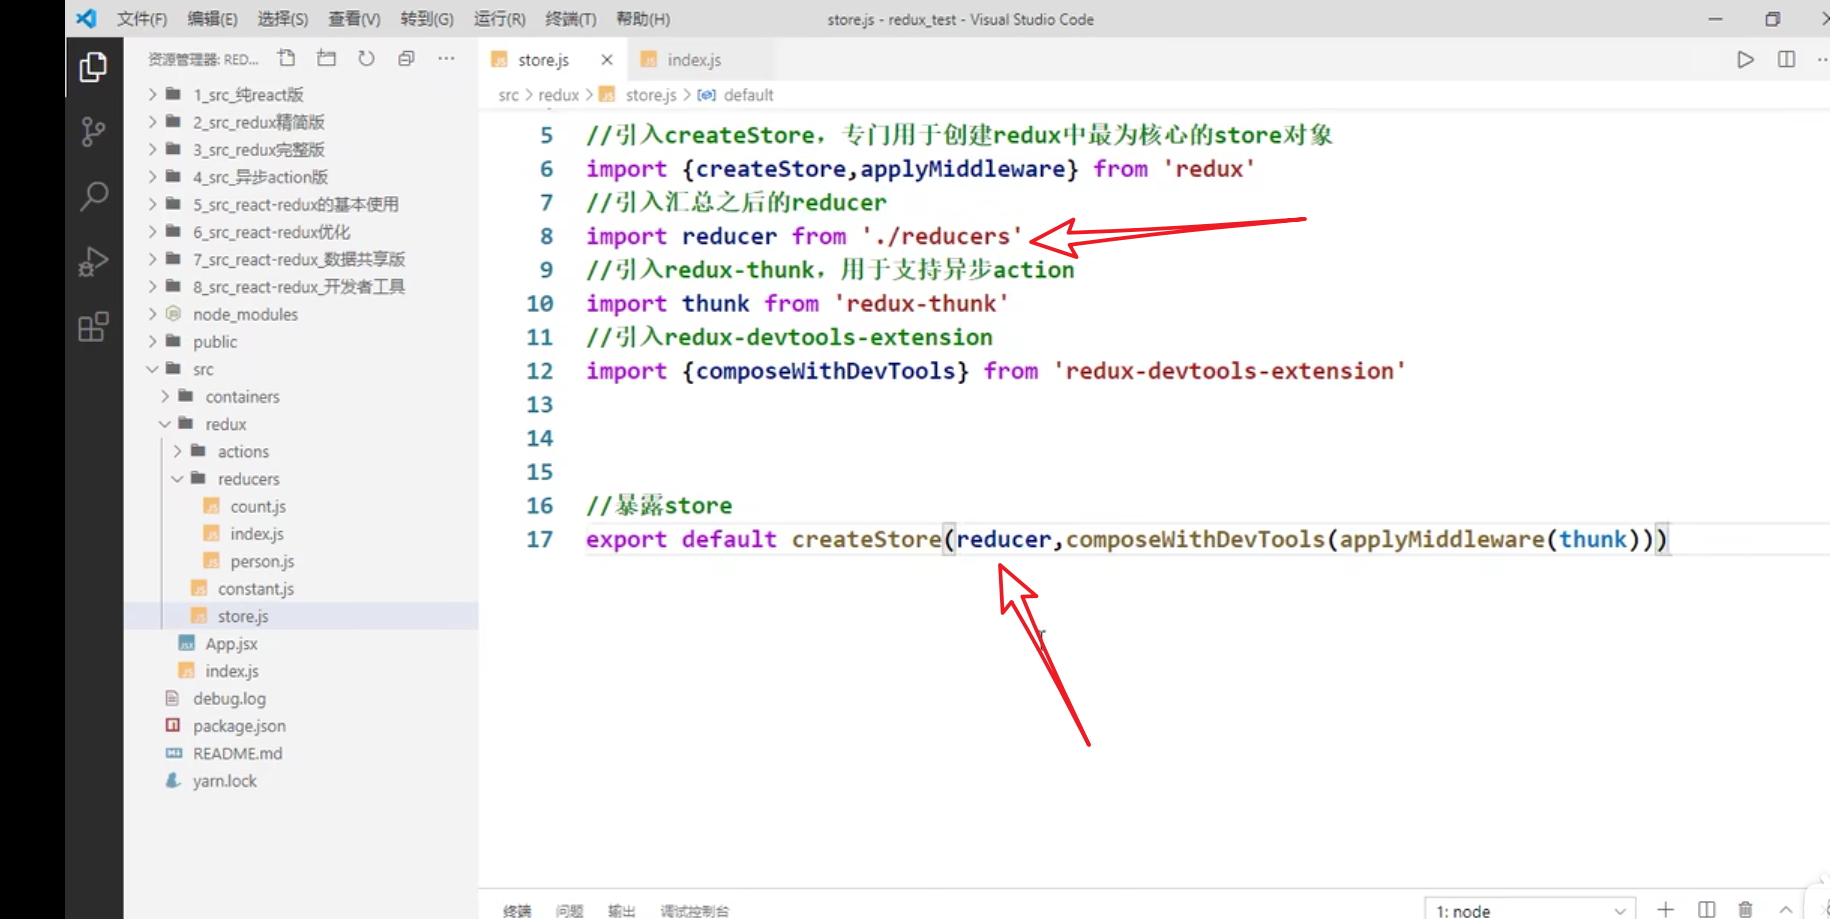 文件(F) 编辑(E) 选择(S) 查看(V) 转到(G) 运行(R) 终端(T) 帮助(H) store.js - redux_test - Visual Studio Code
资源管理器: RED...
1_src_纯react版
2_src_redux精简版
3_src_redux完整版
4_src_异步action版
5_src_react-redux的基本使用
6_src_react-redux优化
7_src_react-redux_数据共享版
8_src_react-redux_开发者工具
node_modules
public
src
containers
redux
actions
reducers
count.js
index.js
person.js
constant.js
store.js
App.jsx
index.js
debug.log
package.json
README.md
yarn.lock
store.js index.js
src > redux > store.js > default
5 //引入createStore，专门用于创建redux中最为核心的store对象
6 import {createStore,applyMiddleware} from 'redux'
7 //引入汇总之后的reducer
8 import reducer from './reducers'
9 //引入redux-thunk，用于支持异步action
10 import thunk from 'redux-thunk'
11 //引入redux-devtools-extension
12 import {composeWithDevTools} from 'redux-devtools-extension'
13
14
15
16 //暴露store
17 export default createStore(reducer,composeWithDevTools(applyMiddleware(thunk)))
终端 问题 输出 调试控制台 1: node